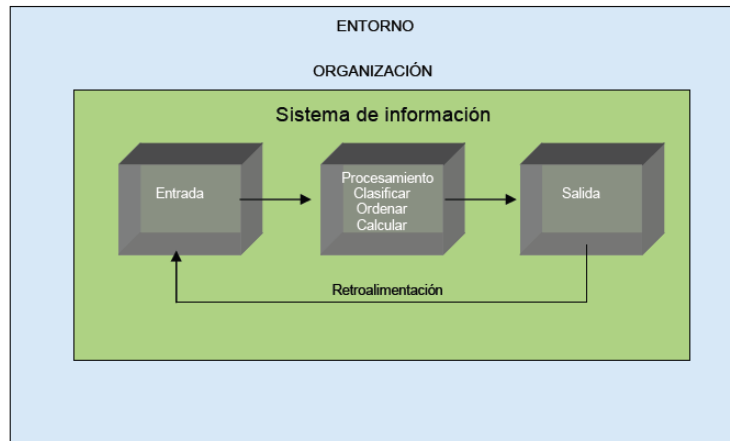 ENTORNO
ORGANIZACIÓN
Sistema de información
Entrada
Procesamiento
Clasificar
Ordenar
Calcular
Salida
Retroalimentación